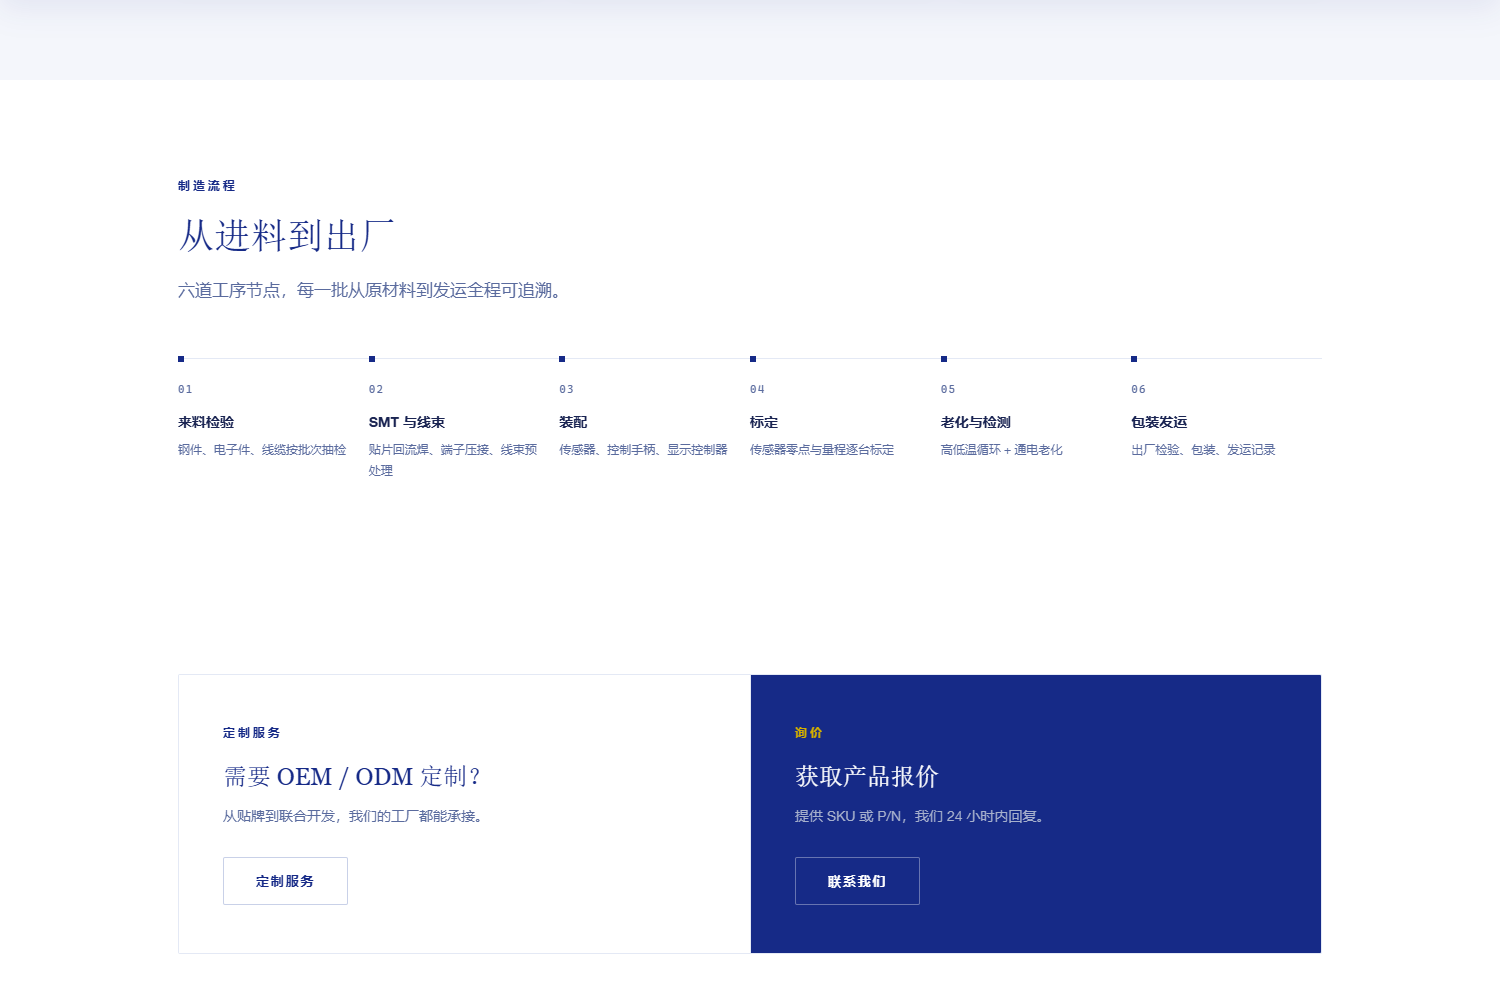 制造流程
从进料到出厂
六道工序节点，每一批从原材料到发运全程可追溯。
01
来料检验
钢件、电子件、线缆按批次抽检
02
SMT 与线束
贴片回流焊、端子压接、线束预
处理
03
装配
传感器、控制手柄、显示控制器
04
标定
传感器零点与量程逐台标定
05
老化与检测
高低温循环 + 通电老化
06
包装发运
出厂检验、包装、发运记录
定制服务
需要 OEM / ODM 定制？
从贴牌到联合开发，我们的工厂都能承接。
定制服务
询价
获取产品报价
提供 SKU 或 P/N，我们 24 小时内回复。
联系我们